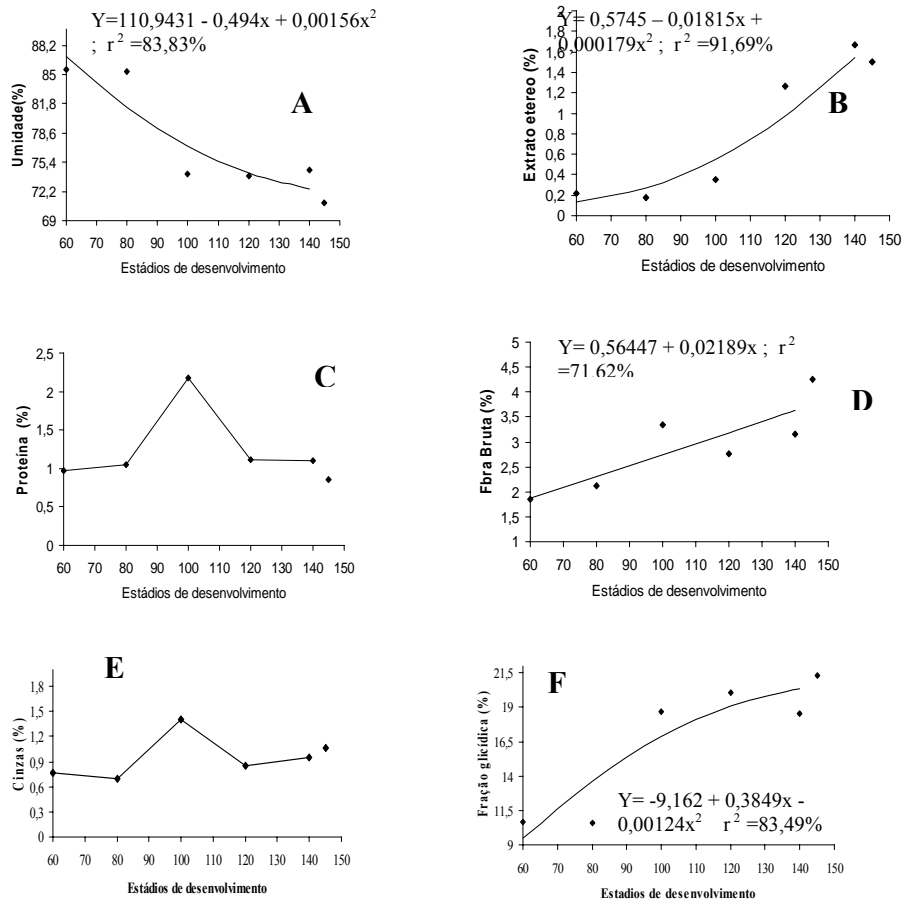 Y=110,9431 - 0,494x + 0,00156x²
; r² =83,83%
A
Umidade(%)
88,2
85
81,8
78,6
75,4
72,2
69
60 70 80 90 100 110 120 130 140 150
Estádios de desenvolvimento
Y= 0,5745 – 0,01815x +
0,000179x² ; r² =91,69%
B
Extrato etereo (%)
2
1,8
1,6
1,4
1,2
1
0,8
0,6
0,4
0,2
0
60 70 80 90 100 110 120 130 140 150
Estádios de desenvolvimento
C
Proteína (%)
2,5
2
1,5
1
0,5
0
60 70 80 90 100 110 120 130 140 150
Estádios de desenvolvimento
Y= 0,56447 + 0,02189x ; r²
=71,62%
D
Fbra Bruta (%)
5
4,5
4
3,5
3
2,5
2
1,5
1
60 70 80 90 100 110 120 130 140 150
Estádios de desenvolvimento
E
Cinzas (%)
1,8
1,5
1,2
0,9
0,6
0,3
0
60 70 80 90 100 110 120 130 140 150
Estádios de desenvolvimento
F
Fração glicídica (%)
21,5
19
16,5
14
11,5
9
Y= -9,162 + 0,3849x -
0,00124x² r² =83,49%
60 70 80 90 100 110 120 130 140 150
Estadios de desenvolvimento